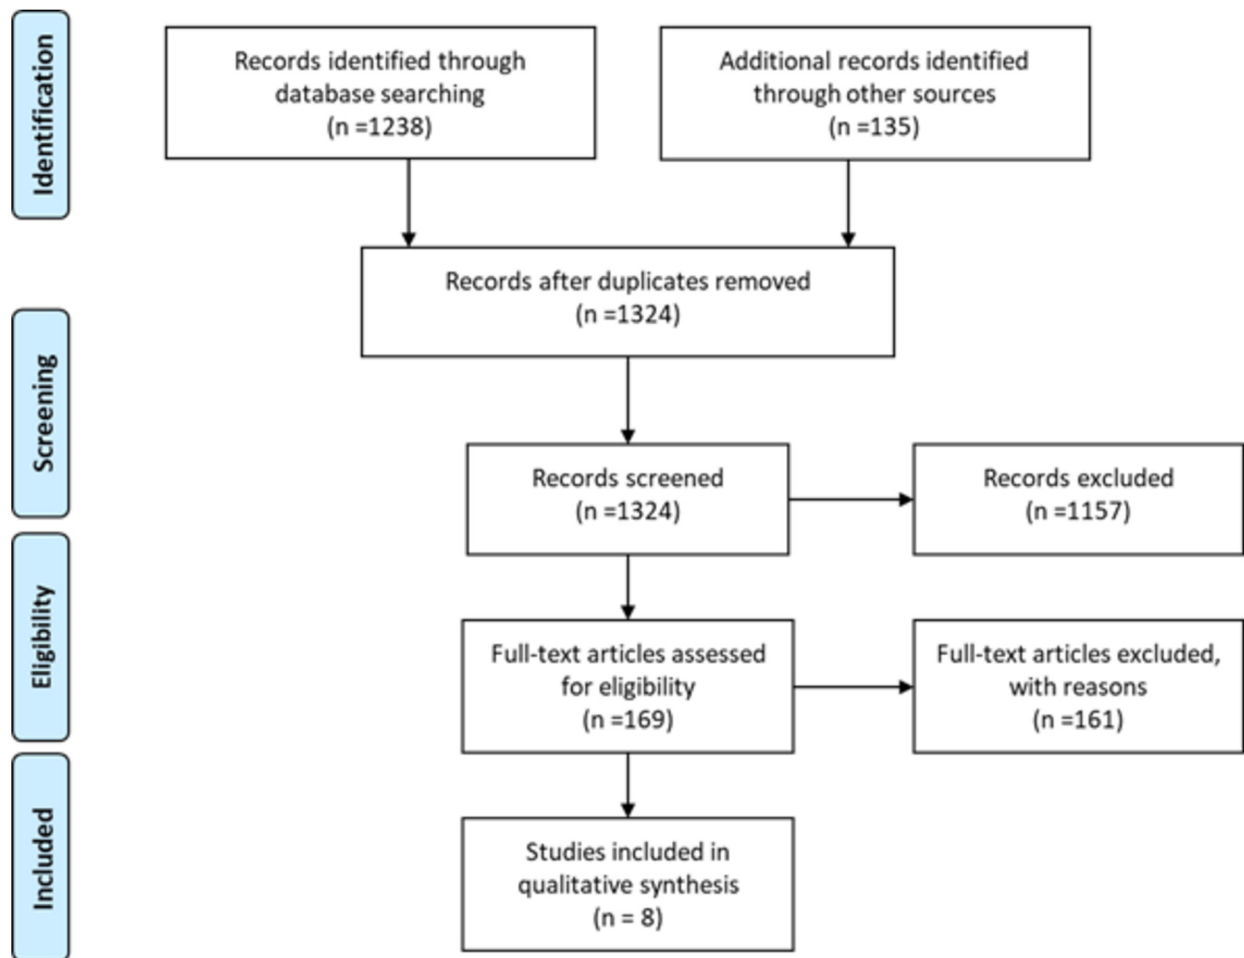 Identification
Records identified through
database searching
(n =1238)
Additional records identified
through other sources
(n =135)
Records after duplicates removed
(n =1324)
Screening
Records screened
(n =1324)
Records excluded
(n =1157)
Eligibility
Full-text articles assessed
for eligibility
(n =169)
Full-text articles excluded,
with reasons
(n =161)
Included
Studies included in
qualitative synthesis
(n = 8)